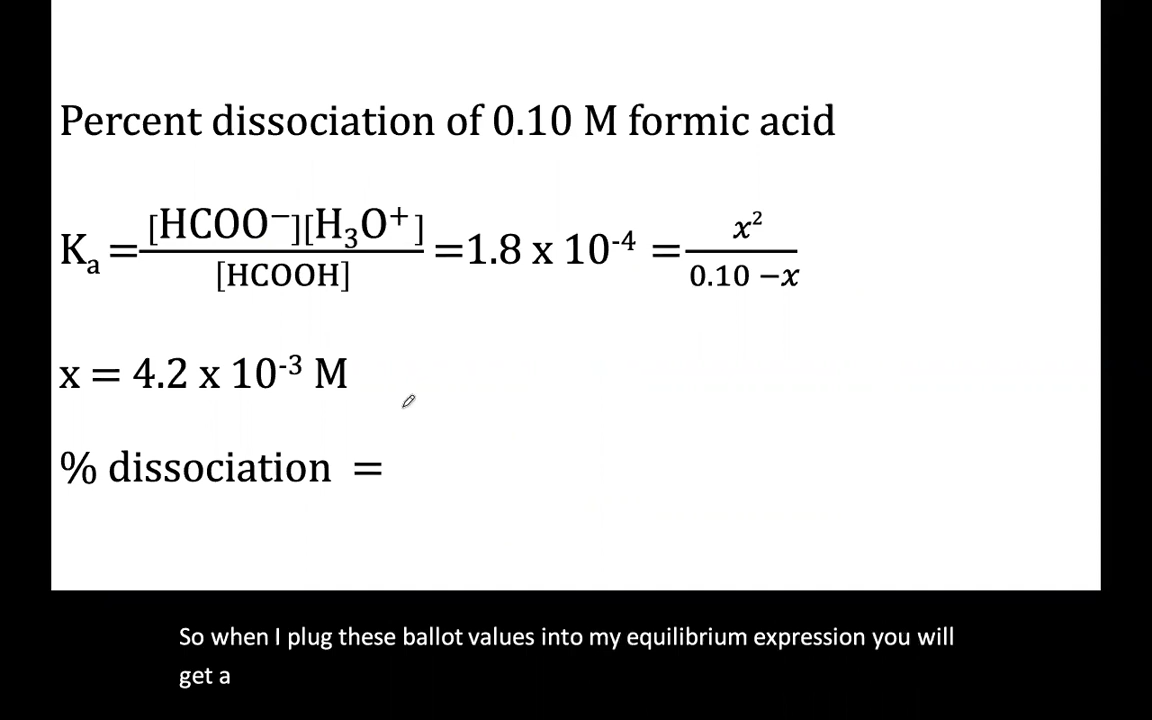 Percent dissociation of 0.10 M formic acid
Kₐ = [HCOO⁻][H₃O⁺] / [HCOOH] = 1.8 x 10⁻⁴ = x² / 0.10 − x
x = 4.2 x 10⁻³ M
% dissociation =
So when I plug these ballot values into my equilibrium expression you will
get a